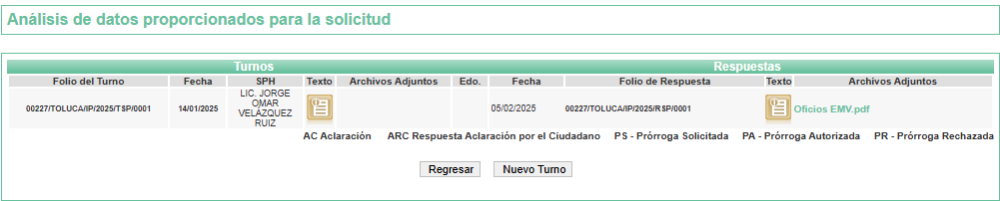 Análisis de datos proporcionados para la solicitud
Turnos Respuestas
Folio del Turno Fecha SPH Texto Archivos Adjuntos Edo. Fecha Folio de Respuesta Texto Archivos Adjuntos
00227/TOLUCA/IP/2025/TSP/0001 14/01/2025 LIC. JORGE OMAR VELÁZQUEZ RUIZ 05/02/2025 00227/TOLUCA/IP/2025/RSP/0001 Oficios EMV.pdf
AC Aclaración ARC Respuesta Aclaración por el Ciudadano PS - Prórroga Solicitada PA - Prórroga Autorizada PR - Prórroga Rechazada
Regresar Nuevo Turno